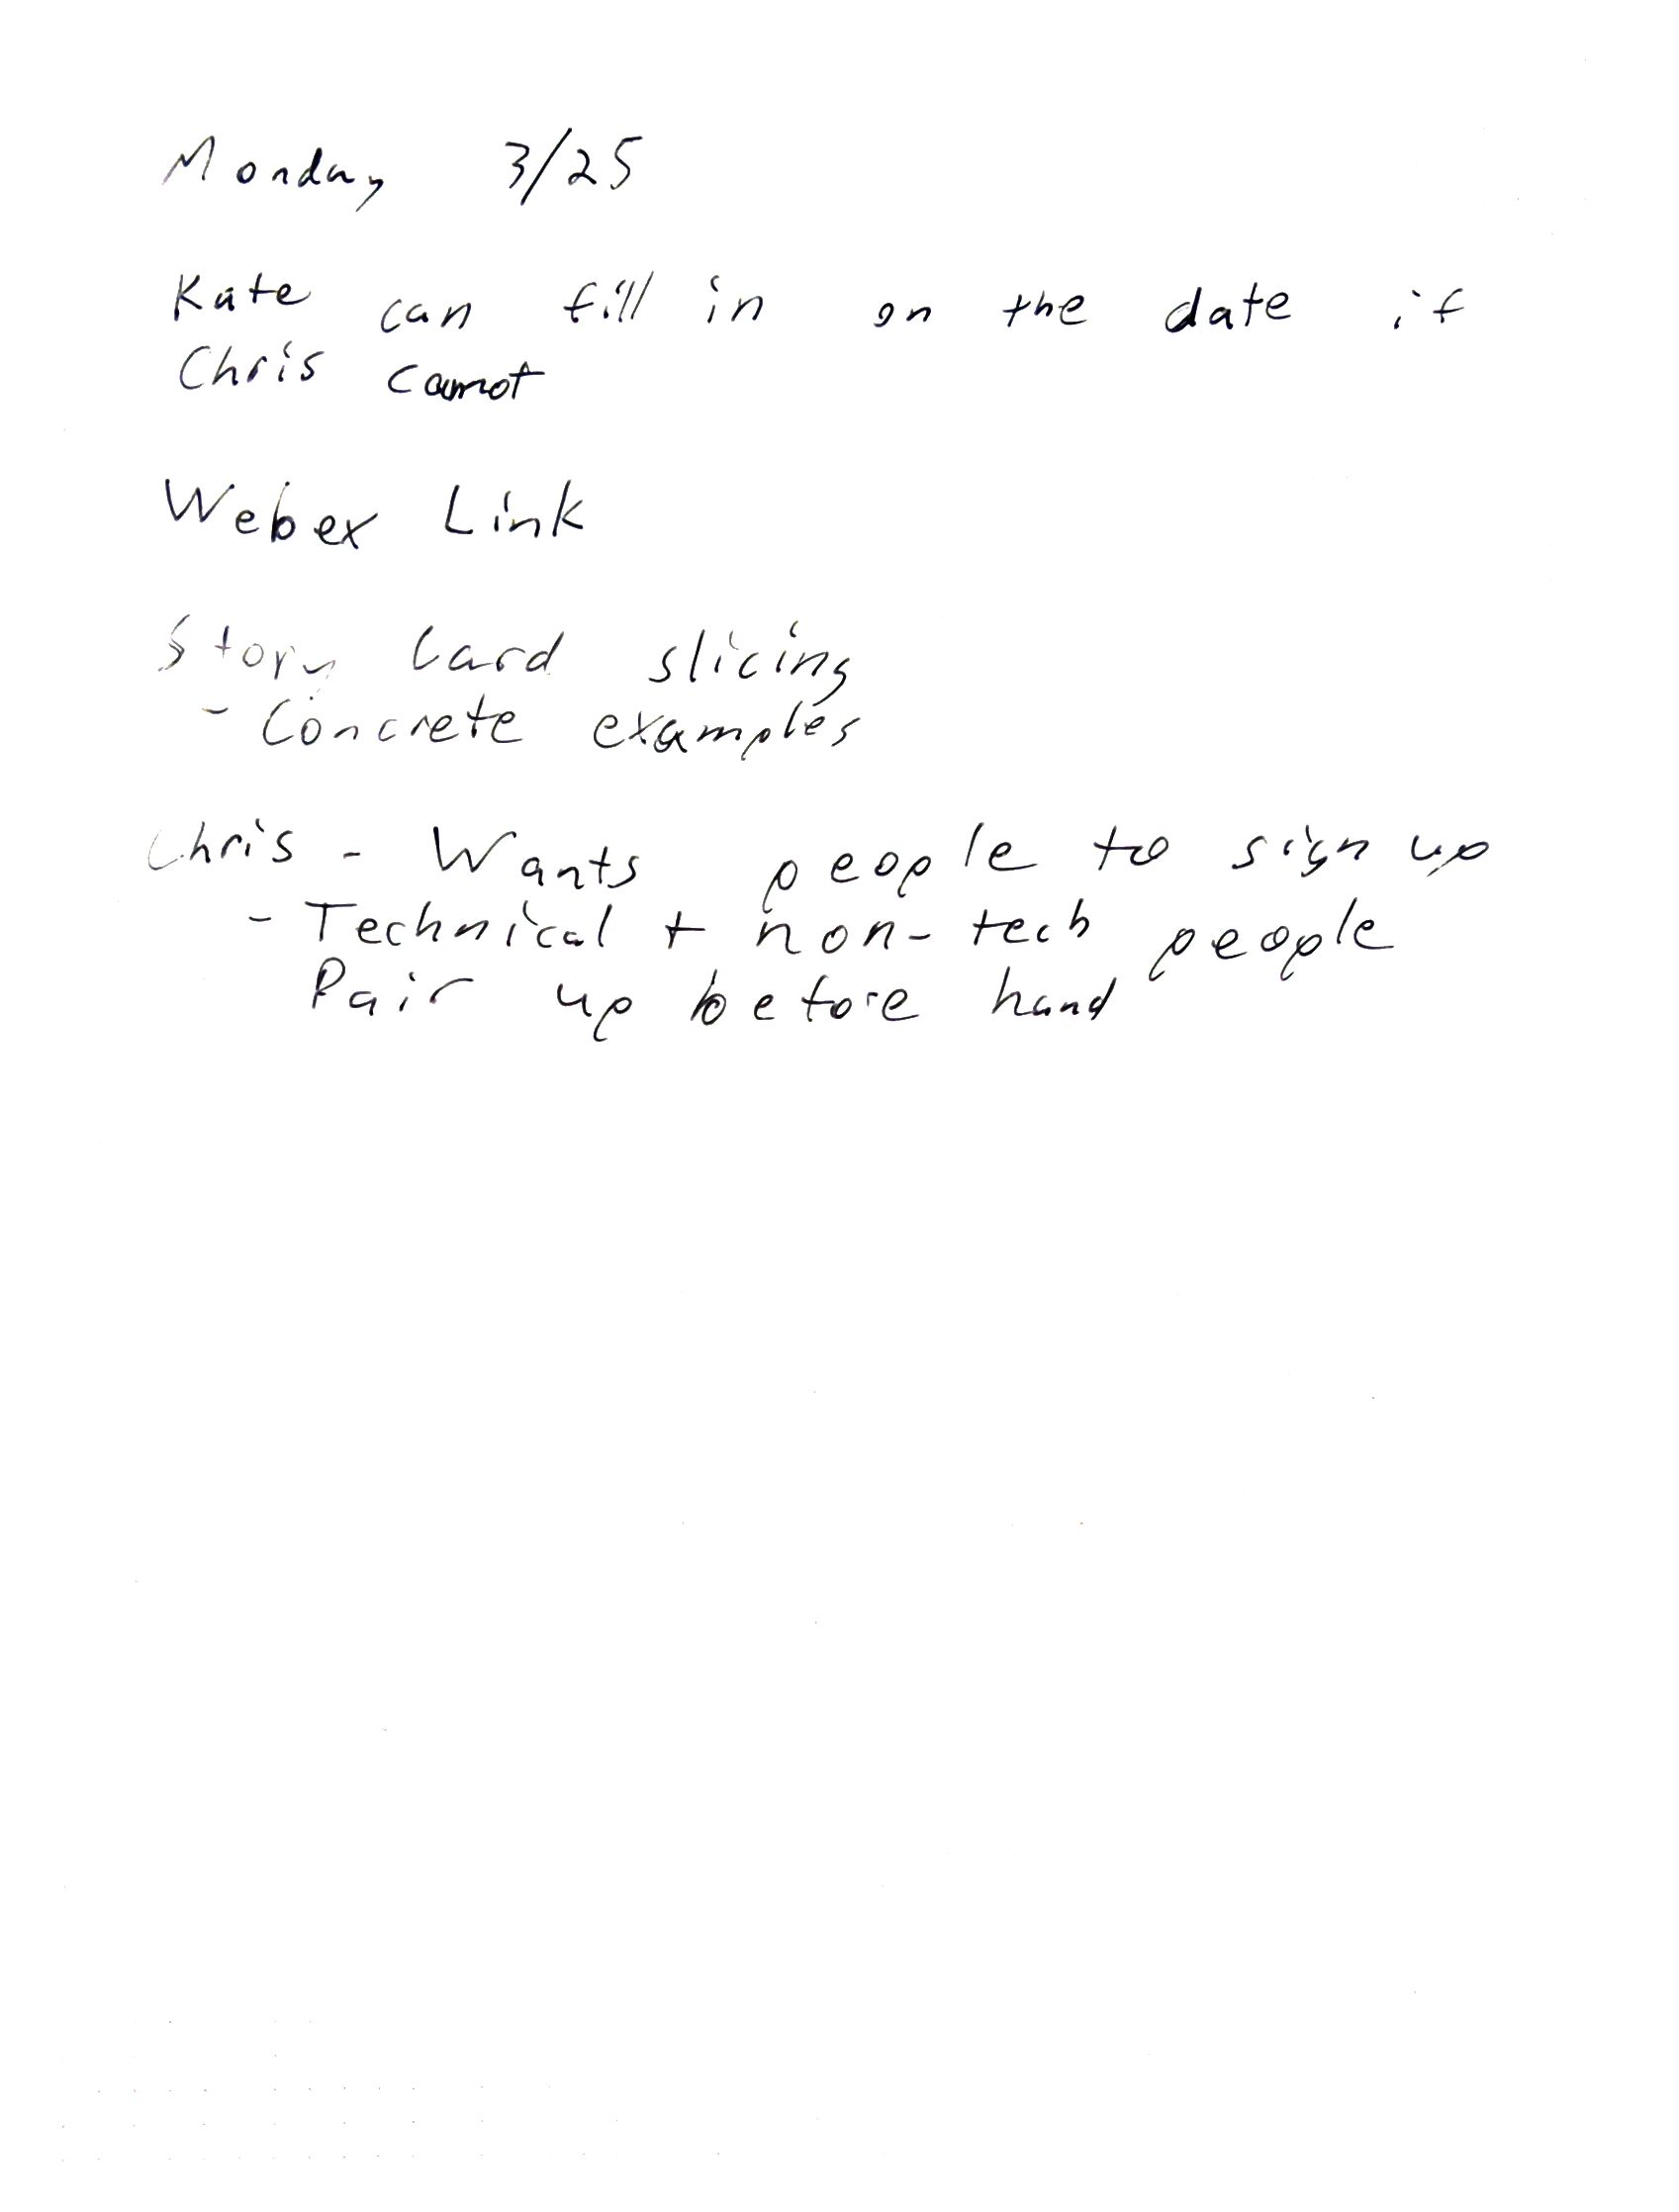 Monday 3/25
Kate can fill in on the date if
Chris cannot
Webex Link
Story Card slicing
- Concrete examples
Chris - Wants people to sign up
- Technical + non-tech people
Pair up before hand